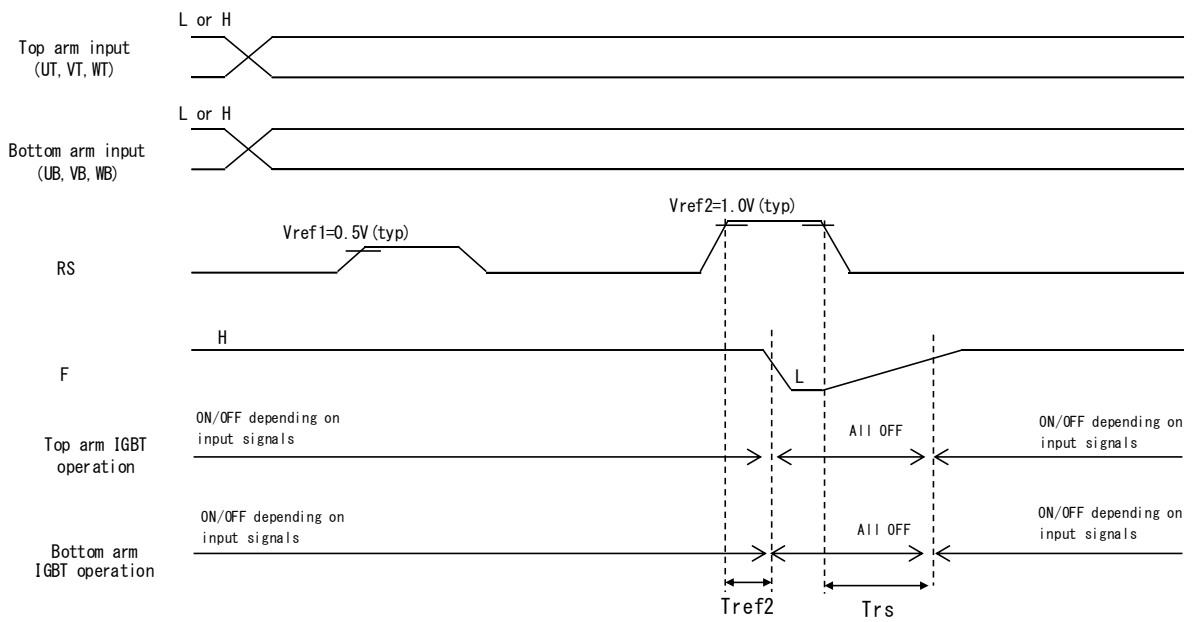 L or H
Top arm input
(UT, VT, WT)
L or H
Bottom arm input
(UB, VB, WB)
Vref2=1.0V(typ)
Vref1=0.5V(typ)
RS
H
F
L
ON/OFF depending on
input signals
All OFF
ON/OFF depending on
input signals
Top arm IGBT
operation
ON/OFF depending on
input signals
All OFF
ON/OFF depending on
input signals
Bottom arm
IGBT operation
Tref2
Trs